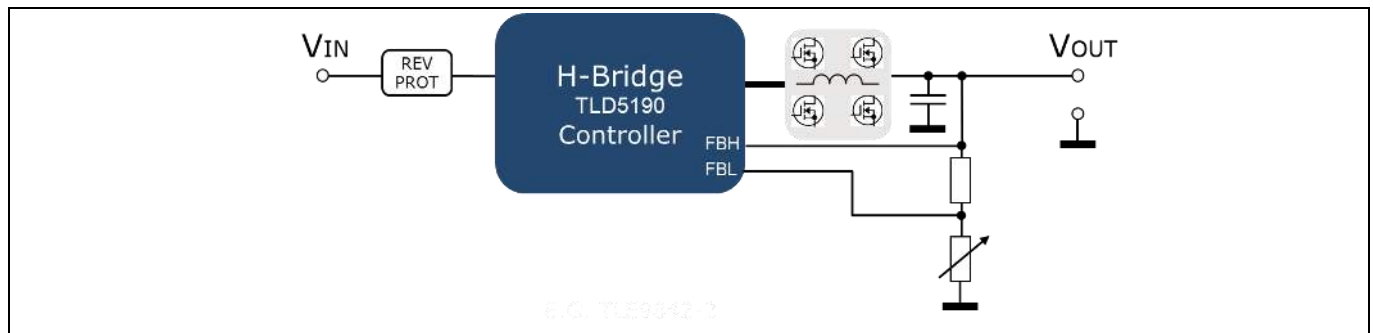 VIN
REV
PROT
H-Bridge
TLD5190
Controller
FBH
FBL
VOUT